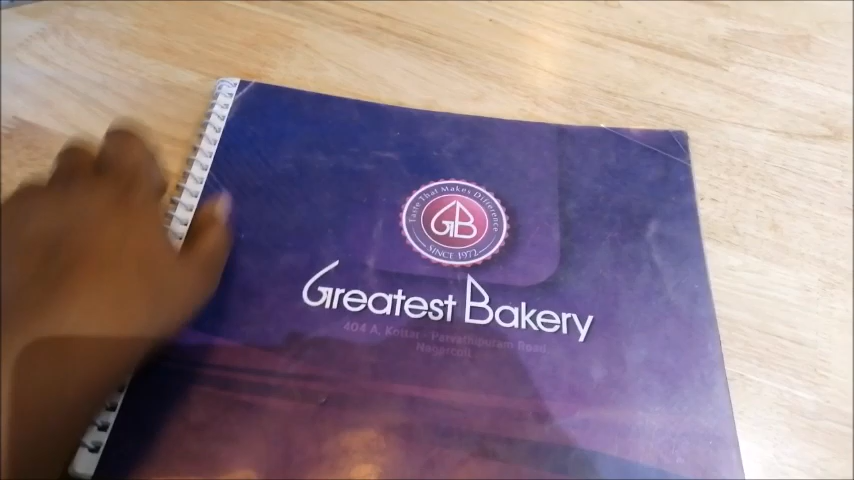 Taste That Makes Difference
GB
SINCE 1972
Greatest Bakery
404 A, Kottar - Parvathipuram Road
Nagercoil